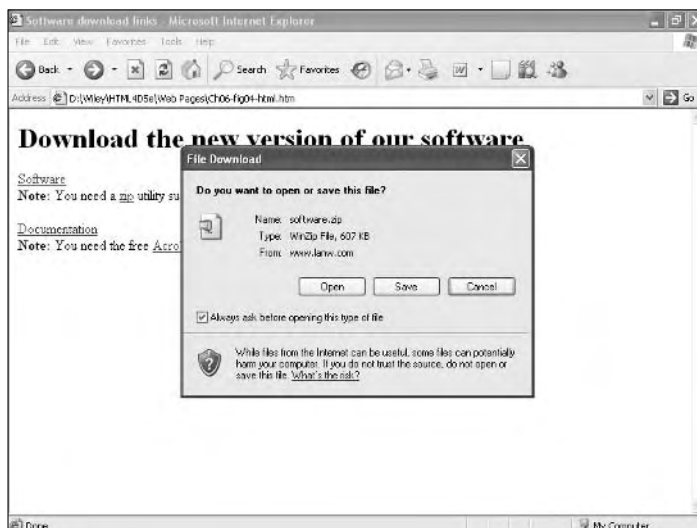 Software download links - Microsoft Internet Explorer
File Edit View Favorites Tools Help
Back Search Favorites
Address D:\Wiley\HTML4D5e\Web Pages\Ch06-fig04-html.htm Go
Download the new version of our software
Software
Note: You need a zip utility su
Documentation
Note: You need the free Acro
File Download
Do you want to open or save this file?
Name: software.zip
Type: WinZip File, 607 KB
From: www.lanw.com
Open Save Cancel
Always ask before opening this type of file
While files from the Internet can be useful, some files can potentially
harm your computer. If you do not trust the source, do not open or
save this file. What's the risk?
Done My Computer